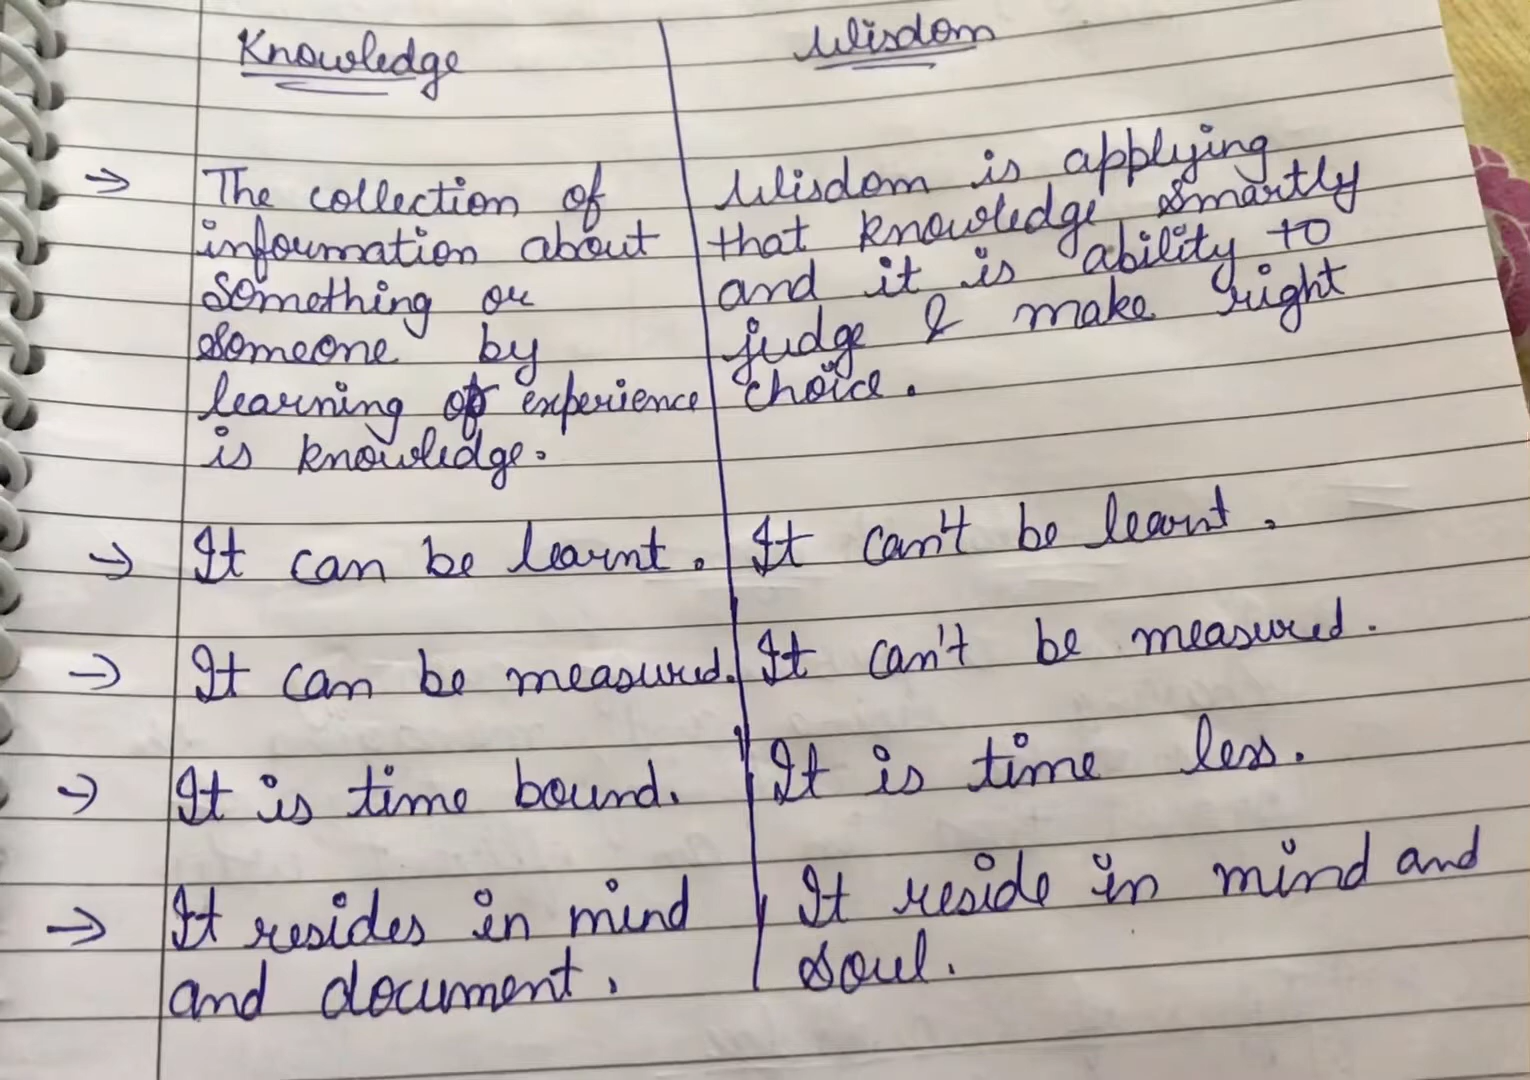 Knowledge
The collection of
information about
something or
someone by
learning or experience
is knowledge.
It can be learnt.
It can be measured.
It is time bound.
It resides in mind
and document.
Wisdom
Wisdom is applying
that knowledge smartly
and it is ability to
judge & make right
choice.
It can't be learnt.
It can't be measured.
It is time less.
It reside in mind and
soul.